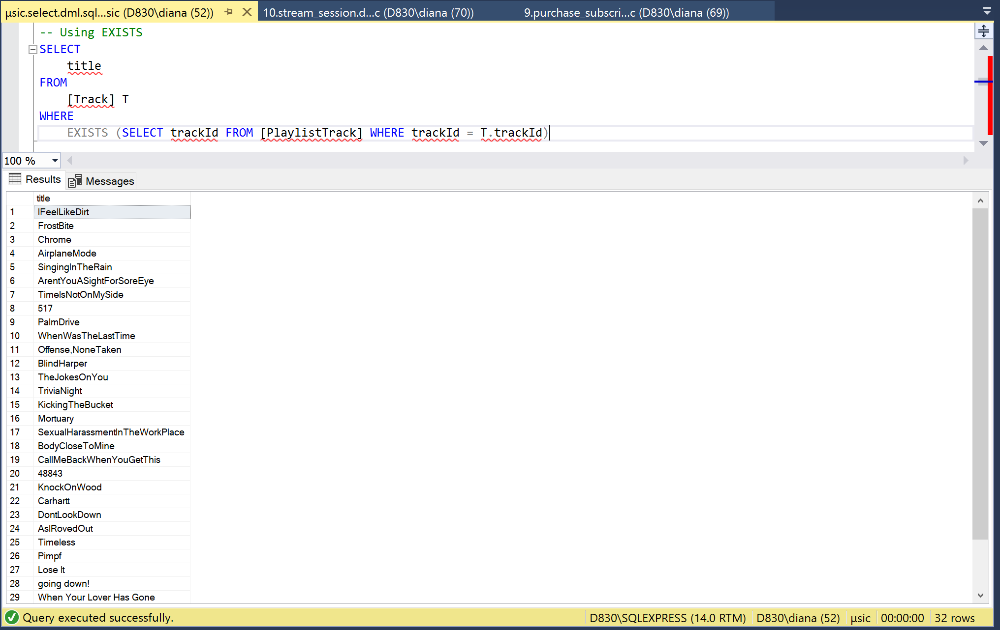 µsic.select.dml.sql...sic (D830\diana (52)) 10.stream_session.d...c (D830\diana (70)) 9.purchase_subscri...c (D830\diana (69))
-- Using EXISTS
SELECT
title
FROM
[Track] T
WHERE
EXISTS (SELECT trackId FROM [PlaylistTrack] WHERE trackId = T.trackId)
100 %
Results Messages
title
1 IFeelLikeDirt
2 FrostBite
3 Chrome
4 AirplaneMode
5 SingingInTheRain
6 ArentYouASightForSoreEye
7 TimeIsNotOnMySide
8 517
9 PalmDrive
10 WhenWasTheLastTime
11 Offense,NoneTaken
12 BlindHarper
13 TheJokesOnYou
14 TriviaNight
15 KickingTheBucket
16 Mortuary
17 SexualHarassmentInTheWorkPlace
18 BodyCloseToMine
19 CallMeBackWhenYouGetThis
20 48843
21 KnockOnWood
22 Carhartt
23 DontLookDown
24 AsIRovedOut
25 Timeless
26 Pimpf
27 Lose It
28 going down!
29 When Your Lover Has Gone
Query executed successfully. D830\SQLEXPRESS (14.0 RTM) D830\diana (52) µsic 00:00:00 32 rows